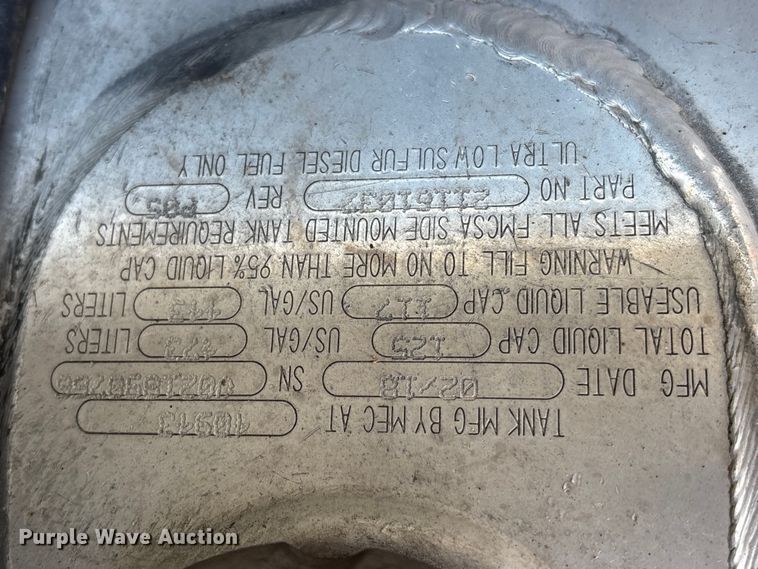 TANK MFG BY MEC AT
MFG DATE 02/18 SN
TOTAL LIQUID CAP 125 US/GAL 473 LITERS
USEABLE LIQUID CAP 117 US/GAL 443 LITERS
WARNING FILL TO NO MORE THAN 95% LIQUID CAP
MEETS ALL FMCSA SIDE MOUNTED TANK REQUIREMENTS
PART NO REV
ULTRA LOW SULFUR DIESEL FUEL ONLY
Purple Wave Auction